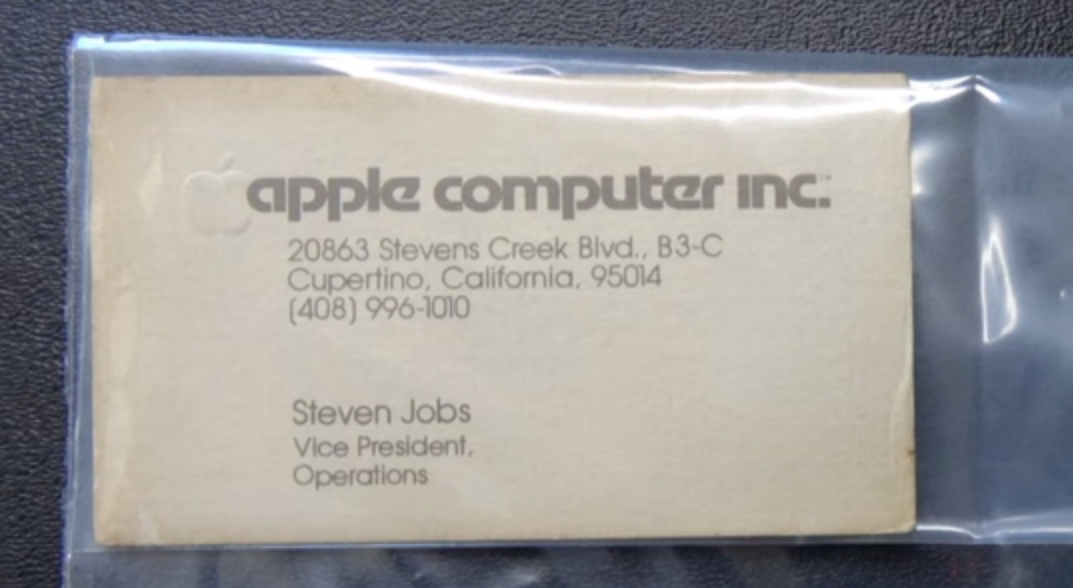 apple computer inc.™
20863 Stevens Creek Blvd., B3-C
Cupertino, California, 95014
(408) 996-1010
Steven Jobs
Vice President,
Operations